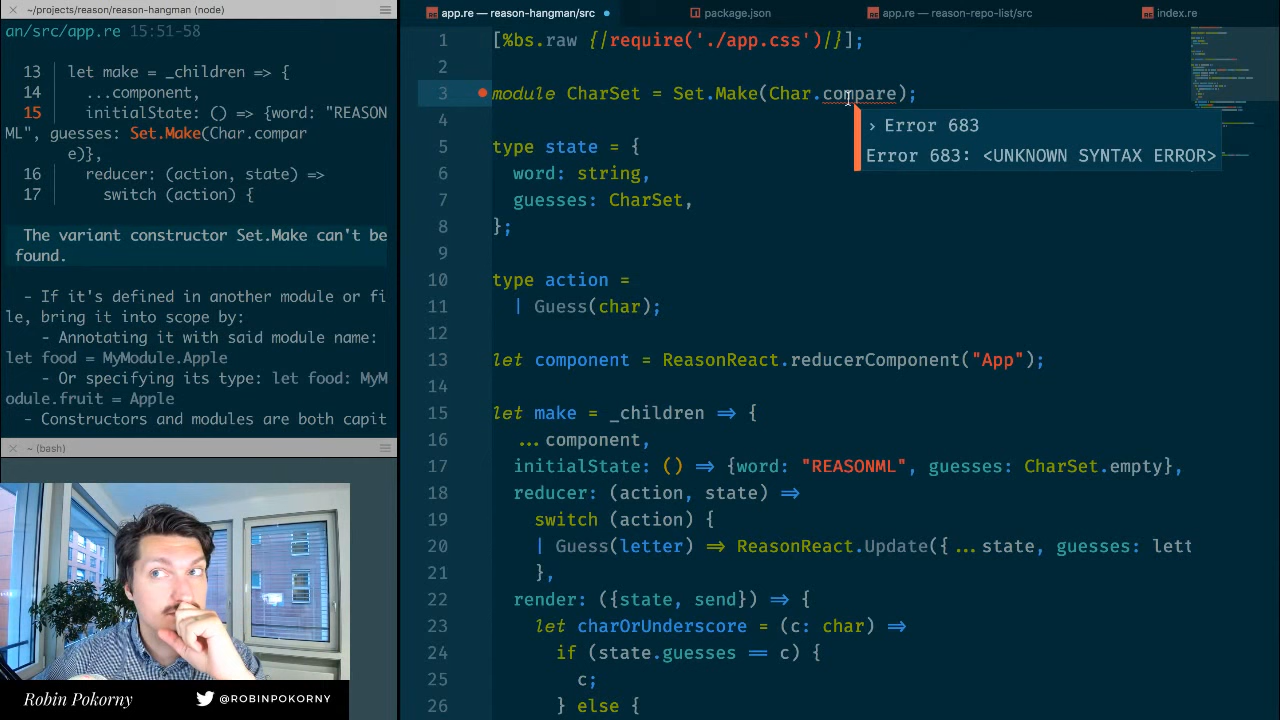 ~/projects/reason/reason-hangman (node)
an/src/app.re 15:51-58
13 let make = _children => {
14 ...component,
15 initialState: () => {word: "REASON
ML", guesses: Set.Make(Char.compar
e)},
16 reducer: (action, state) =>
17 switch (action) {
The variant constructor Set.Make can't be
found.
- If it's defined in another module or fi
le, bring it into scope by:
- Annotating it with said module name:
let food = MyModule.Apple
- Or specifying its type: let food: MyM
odule.fruit = Apple
- Constructors and modules are both capit
~ (bash)
Robin Pokorny
@ROBINPOKORNY
app.re — reason-hangman/src
package.json
app.re — reason-repo-list/src
index.re
1 [%bs.raw {|require('./app.css')|}];
2
3 module CharSet = Set.Make(Char.compare);
› Error 683
Error 683: <UNKNOWN SYNTAX ERROR>
4
5 type state = {
6 word: string,
7 guesses: CharSet,
8 };
9
10 type action =
11 | Guess(char);
12
13 let component = ReasonReact.reducerComponent("App");
14
15 let make = _children => {
16 ...component,
17 initialState: () => {word: "REASONML", guesses: CharSet.empty},
18 reducer: (action, state) =>
19 switch (action) {
20 | Guess(letter) => ReasonReact.Update({...state, guesses: lett
21 },
22 render: ({state, send}) => {
23 let charOrUnderscore = (c: char) =>
24 if (state.guesses == c) {
25 c;
26 } else {